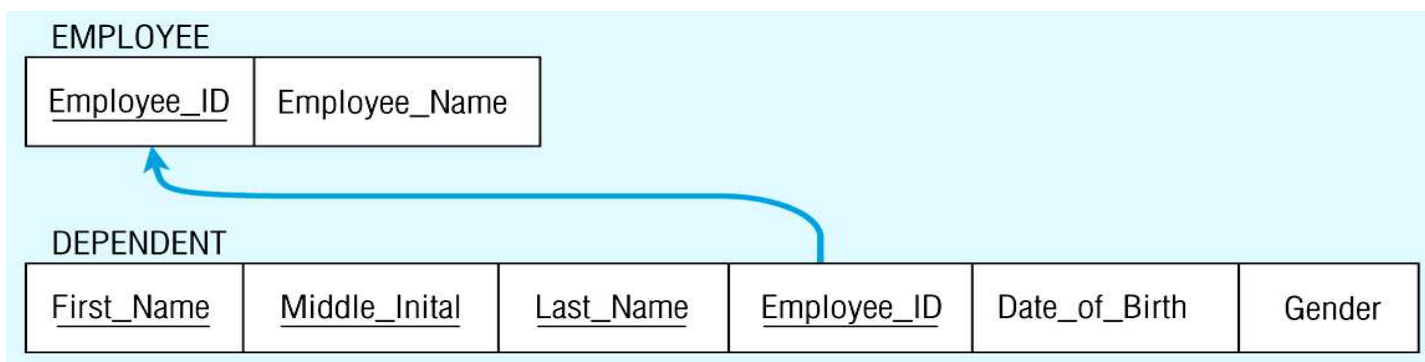 EMPLOYEE
Employee_ID Employee_Name
DEPENDENT
First_Name Middle_Inital Last_Name Employee_ID Date_of_Birth Gender